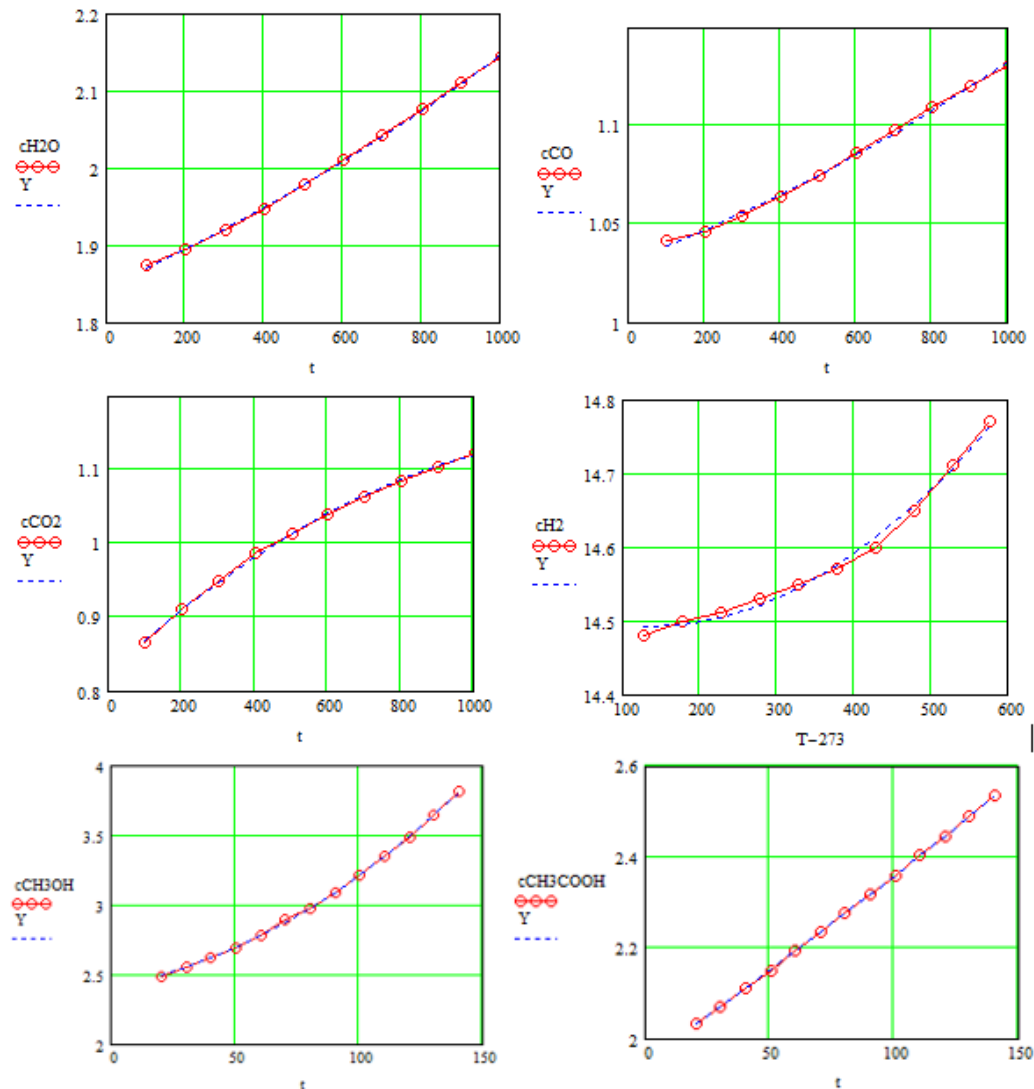 2.2
2.1
2
1.9
1.8
cH2O
Y
0 200 400 600 800 1000
t
1.1
1.05
1
cCO
Y
0 200 400 600 800 1000
t
1.1
1
0.9
0.8
cCO2
Y
0 200 400 600 800 1000
t
14.8
14.7
14.6
14.5
14.4
cH2
Y
100 200 300 400 500 600
T−273
4
3.5
3
2.5
2
cCH3OH
Y
0 50 100 150
t
2.6
2.4
2.2
2
cCH3COOH
Y
0 50 100 150
t